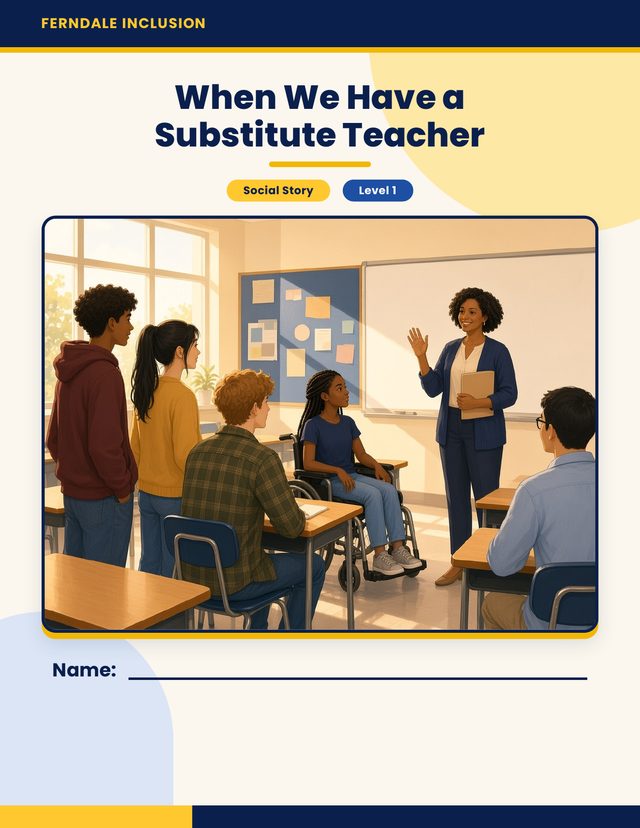 FERNDALE INCLUSION
When We Have a
Substitute Teacher
Social Story
Level 1
Name: